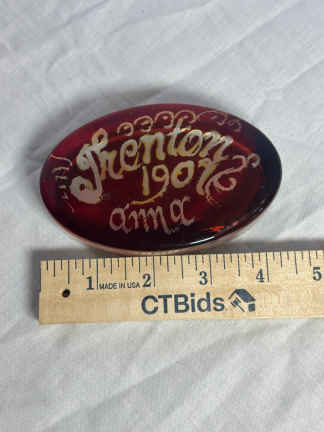 Trenton
1907
anna
1 MADE IN USA 2 3 4 5
CTBids